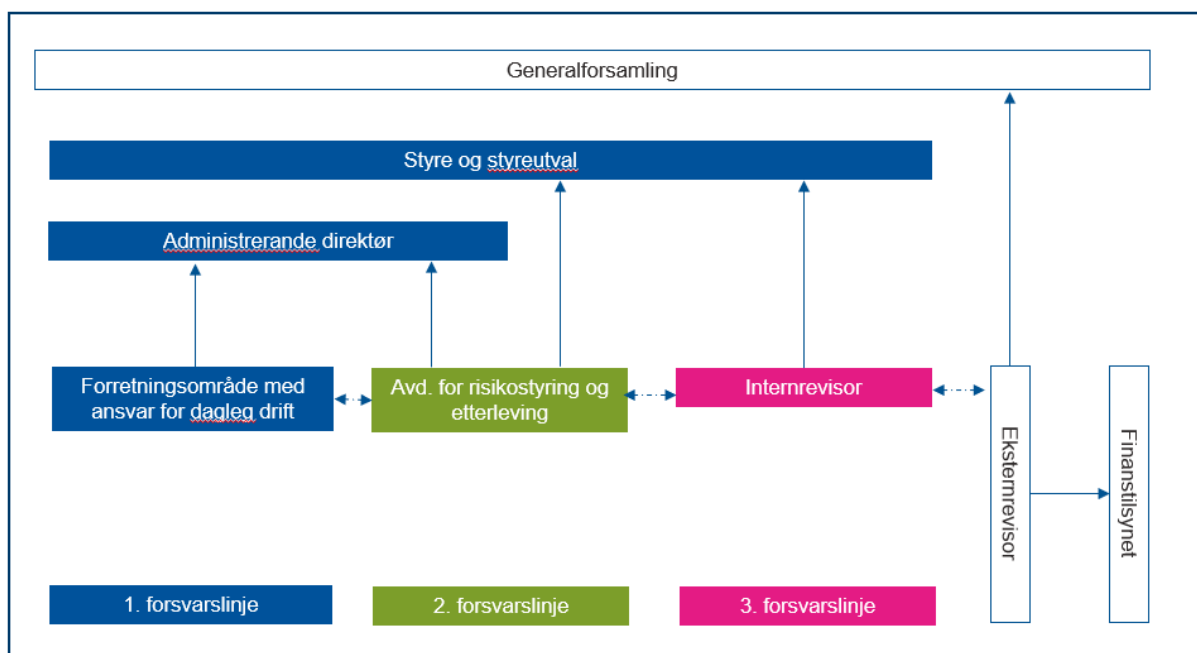 Generalforsamling
Styre og styreutval
Administrerande direktør
Forretningsområde med
ansvar for dagleg drift
Avd. for risikostyring og
etterleving
Internrevisor
Eksternrevisor
Finanstilsynet
1. forsvarslinje
2. forsvarslinje
3. forsvarslinje